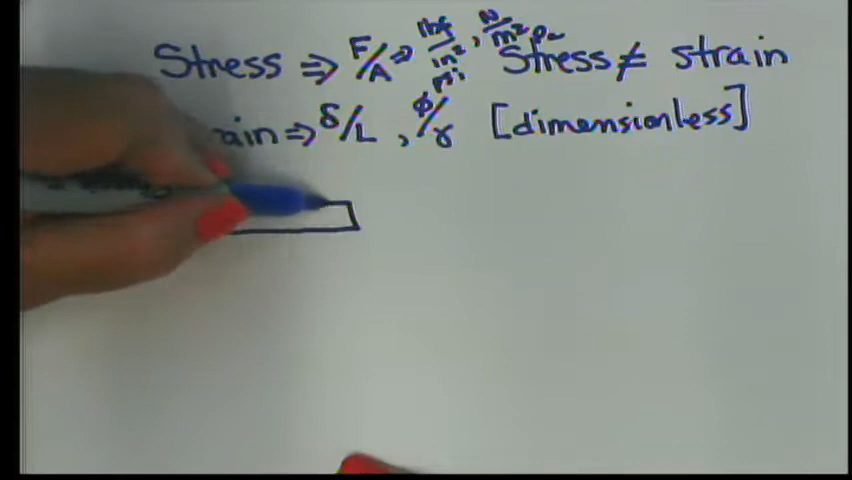 Stress ⇒ F/A ⇒ lbf/in² psi, N/m² Pa Stress ≠ strain
ain ⇒ δ/L, φ/γ [dimensionless]